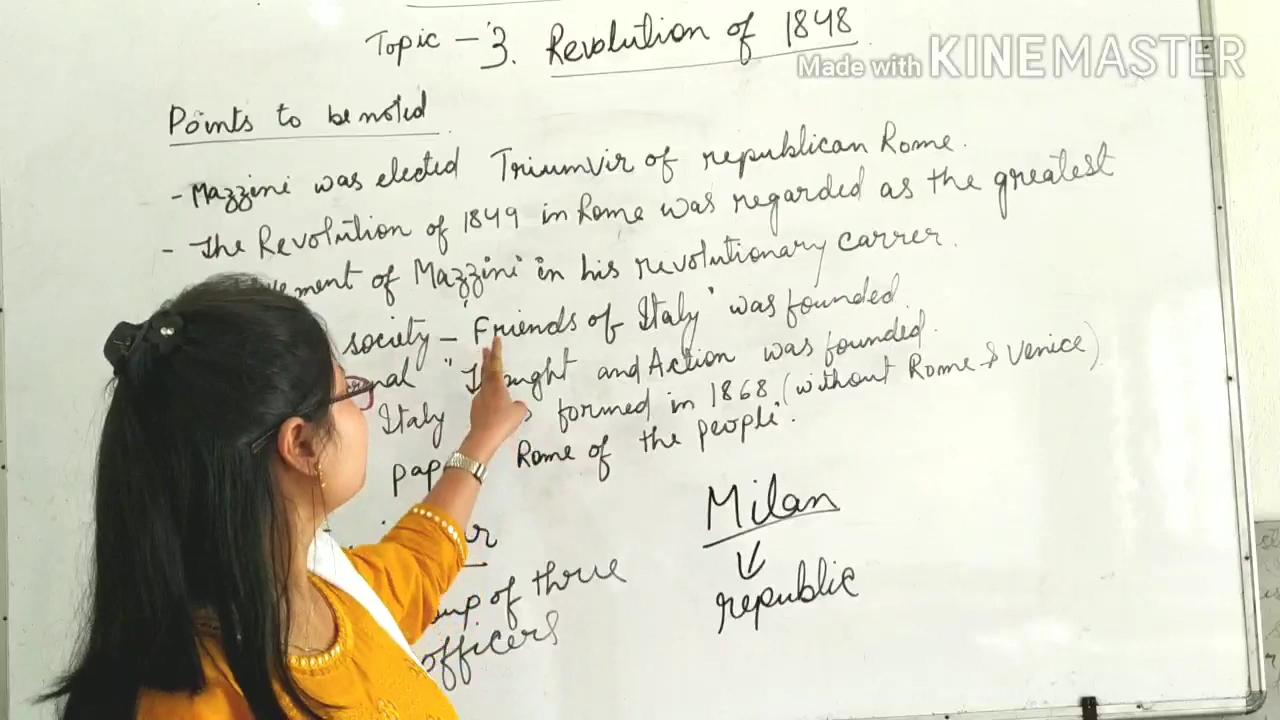 Topic - 3. Revolution of 1848
Made with KINEMASTER
Points to be noted
- Mazzini was elected Triumvir of republican Rome.
- The Revolution of 1849 in Rome was regarded as the greatest
of Mazzini in his revolutionary carrer.
society - "Friends of Italy" was founded.
and Action was founded.
Italy formed in 1868 (without Rome & Venice)
Rome of the people".
Milan
of three
republic
officers